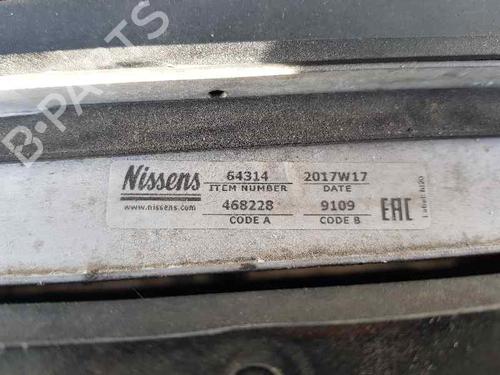 B-PARTS
Nissens 64314 2017W17
ITEM NUMBER DATE
www.nissens.com 468228 9109 EAC
CODE A CODE B